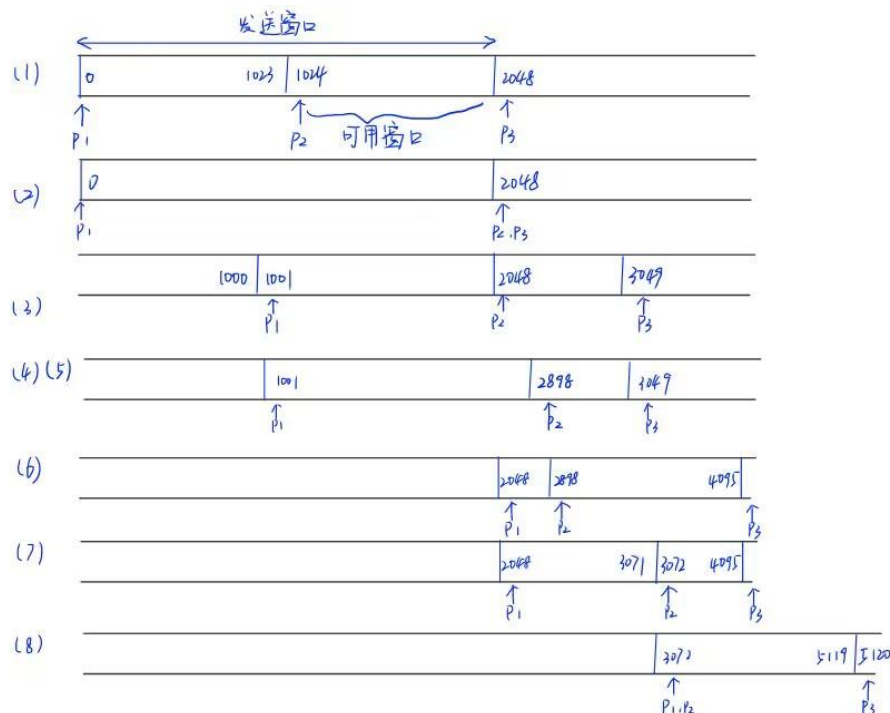 发送窗口
(1) 0 1023 1024 2048
P1 P2 可用窗口 P3
(2) 0 2048
P1 P2,P3
(3) 1000 1001 2048 3049
P1 P2 P3
(4)(5) 1001 2898 3049
P1 P2 P3
(6) 2048 2898 4095
P1 P2 P3
(7) 2048 3071 3072 4095
P1 P2 P3
(8) 3072 5119 5120
P1,P2 P3